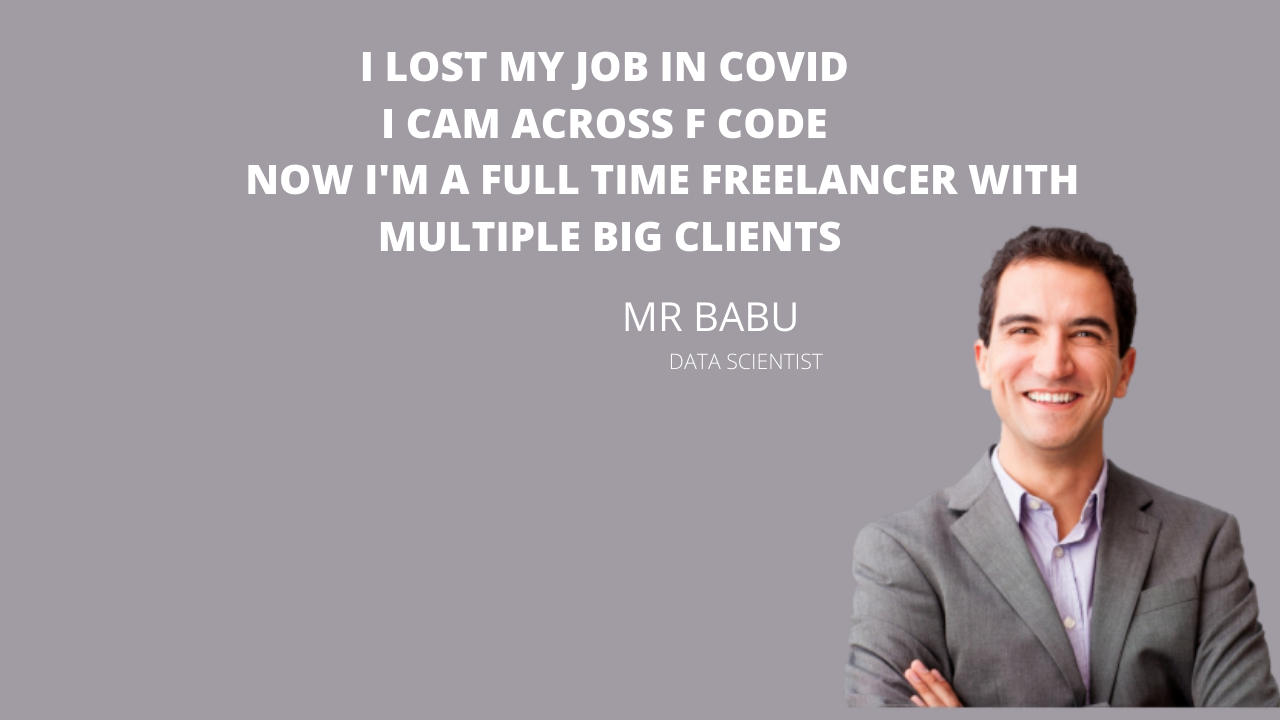 I LOST MY JOB IN COVID
I CAM ACROSS F CODE
NOW I'M A FULL TIME FREELANCER WITH
MULTIPLE BIG CLIENTS
MR BABU
DATA SCIENTIST